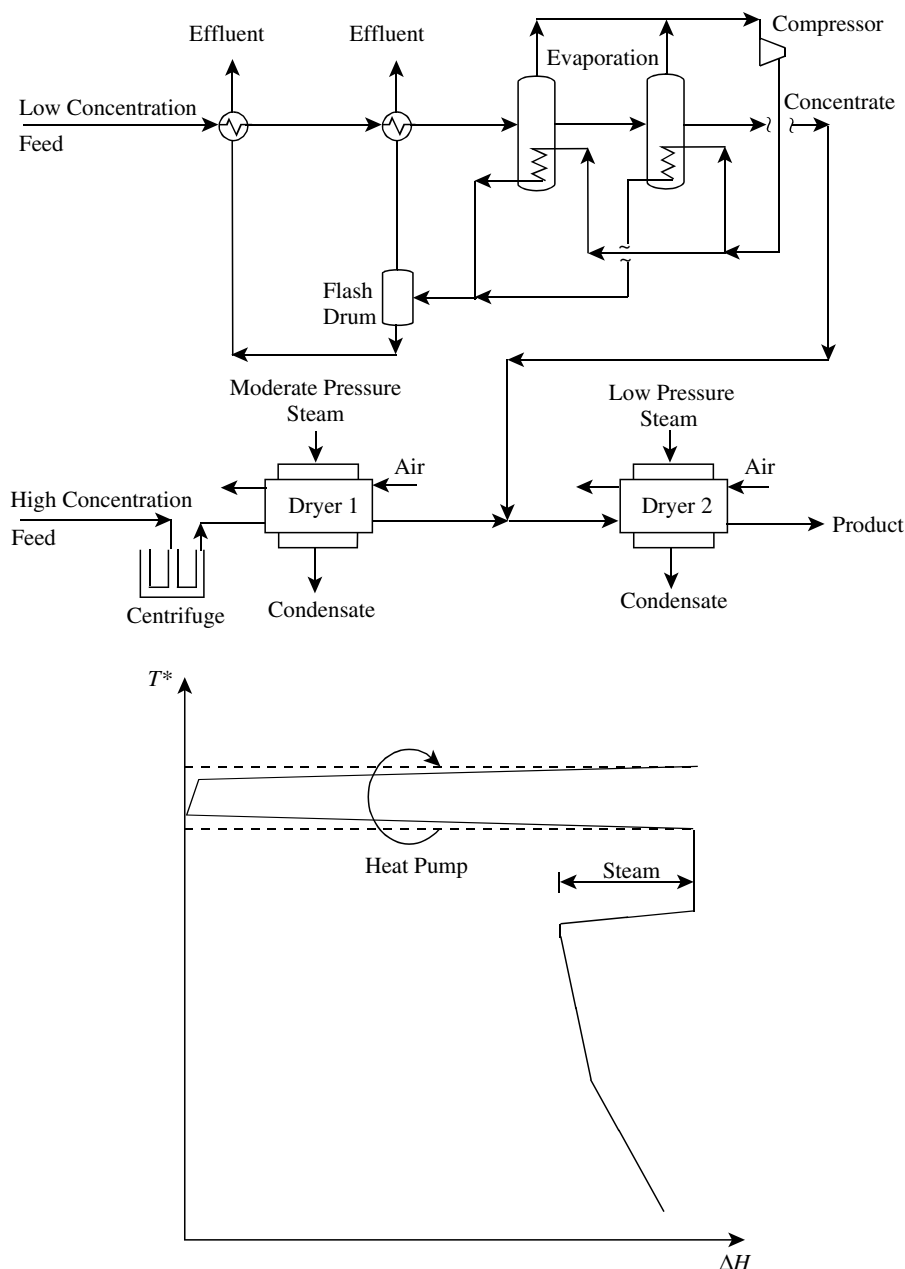 Compressor
Effluent
Effluent
Evaporation
Low Concentration
Feed
Concentrate
Flash
Drum
Moderate Pressure
Steam
Low Pressure
Steam
Air
Air
High Concentration
Feed
Dryer 1
Dryer 2
Product
Centrifuge
Condensate
Condensate
T*
Heat Pump
Steam
ΔH